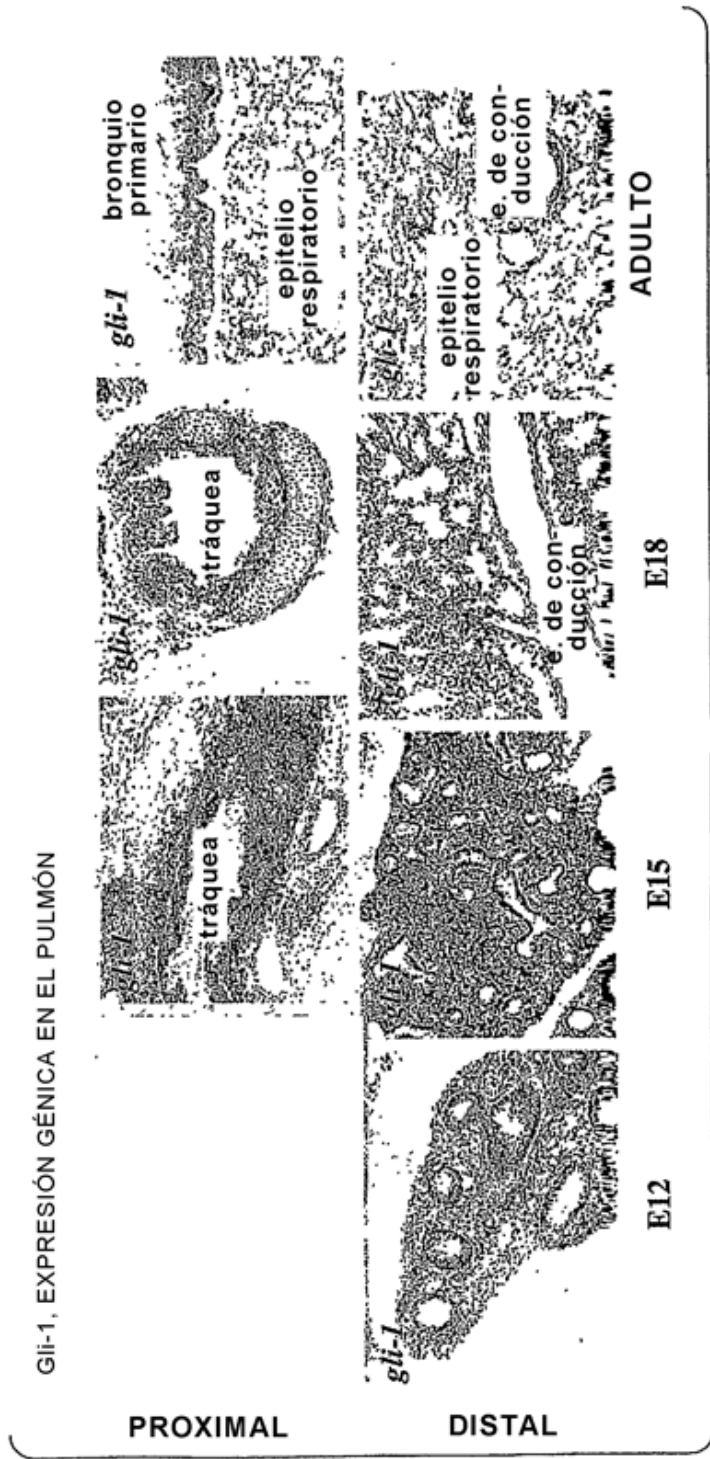 Gli-1, EXPRESIÓN GÉNICA EN EL PULMÓN
PROXIMAL
gli-1
tráquea
gli-1
tráquea
gli-1
bronquio
primario
epitelio
respiratorio
DISTAL
gli-1
gli-1
gli-1
e. de con-
ducción
gli-1
epitelio
respiratorio
e. de con-
ducción
E12
E15
E18
ADULTO